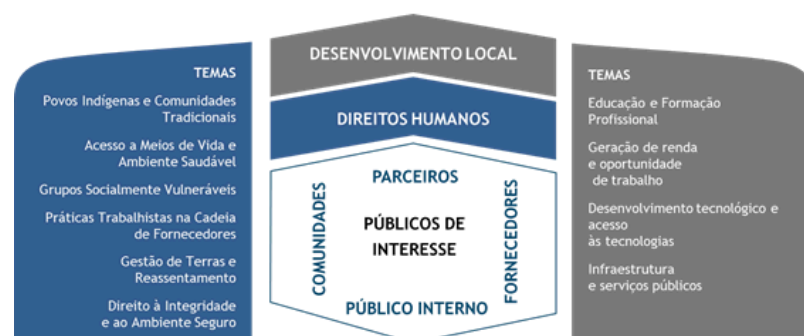 TEMAS
Povos Indígenas e Comunidades
Tradicionais
Acesso a Meios de Vida e
Ambiente Saudável
Grupos Socialmente Vulneráveis
Práticas Trabalhistas na Cadeia
de Fornecedores
Gestão de Terras e
Reassentamento
Direito à Integridade
e ao Ambiente Seguro
DESENVOLVIMENTO LOCAL
DIREITOS HUMANOS
PARCEIROS
COMUNIDADES
PÚBLICOS DE
INTERESSE
FORNECEDORES
PÚBLICO INTERNO
TEMAS
Educação e Formação
Profissional
Geração de renda
e oportunidade
de trabalho
Desenvolvimento tecnológico e
acesso
às tecnologias
Infraestrutura
e serviços públicos